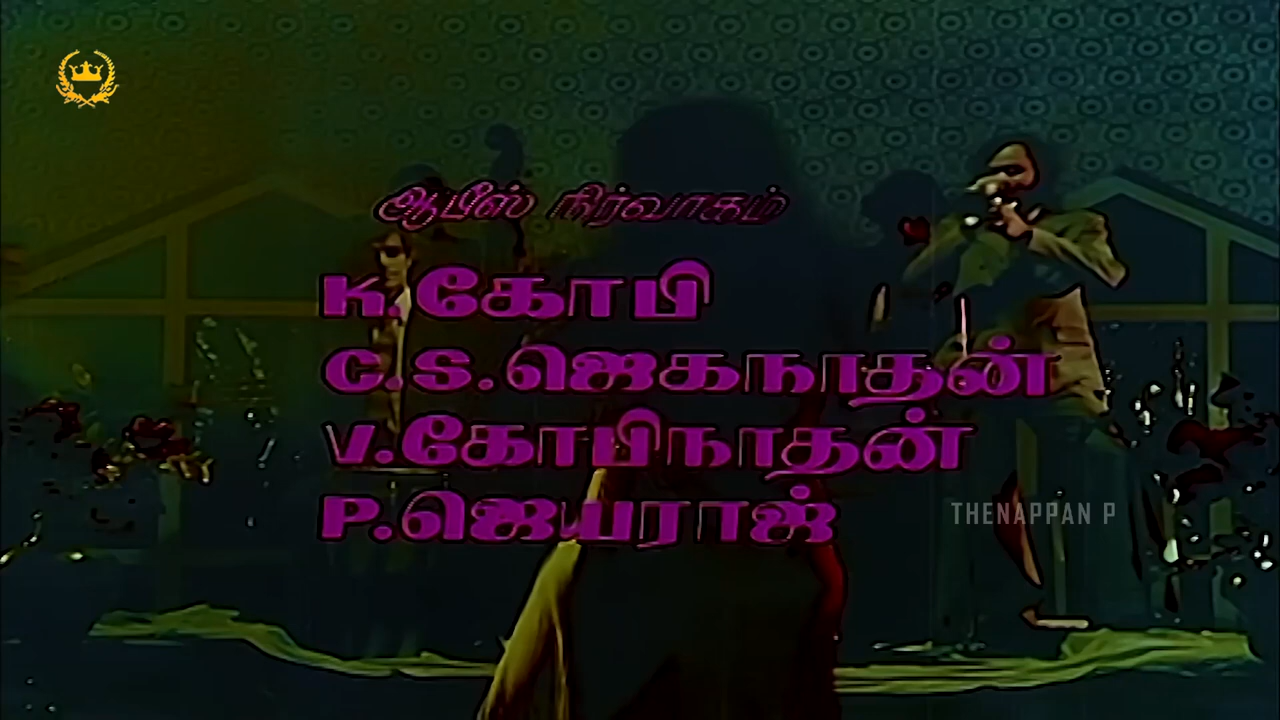 ஆபீஸ் நிர்வாகம்
K.கோபி
C.S.ஜெகநாதன்
V.கோபிநாதன்
P.ஜெயராஜ்
THENAPPAN P